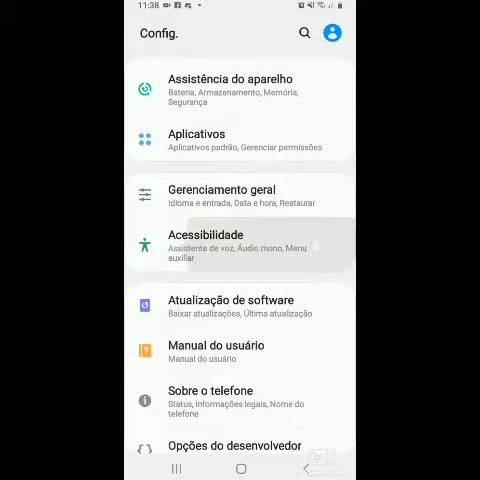 11:38
Config.
Assistência do aparelho
Bateria, Armazenamento, Memória,
Segurança
Aplicativos
Aplicativos padrão, Gerenciar permissões
Gerenciamento geral
Idioma e entrada, Data e hora, Restaurar
Acessibilidade
Assistente de voz, Áudio mono, Menu
auxiliar
Atualização de software
Baixar atualizações, Última atualização
Manual do usuário
Manual do usuário
Sobre o telefone
Status, Informações legais, Nome do
telefone
Opções do desenvolvedor